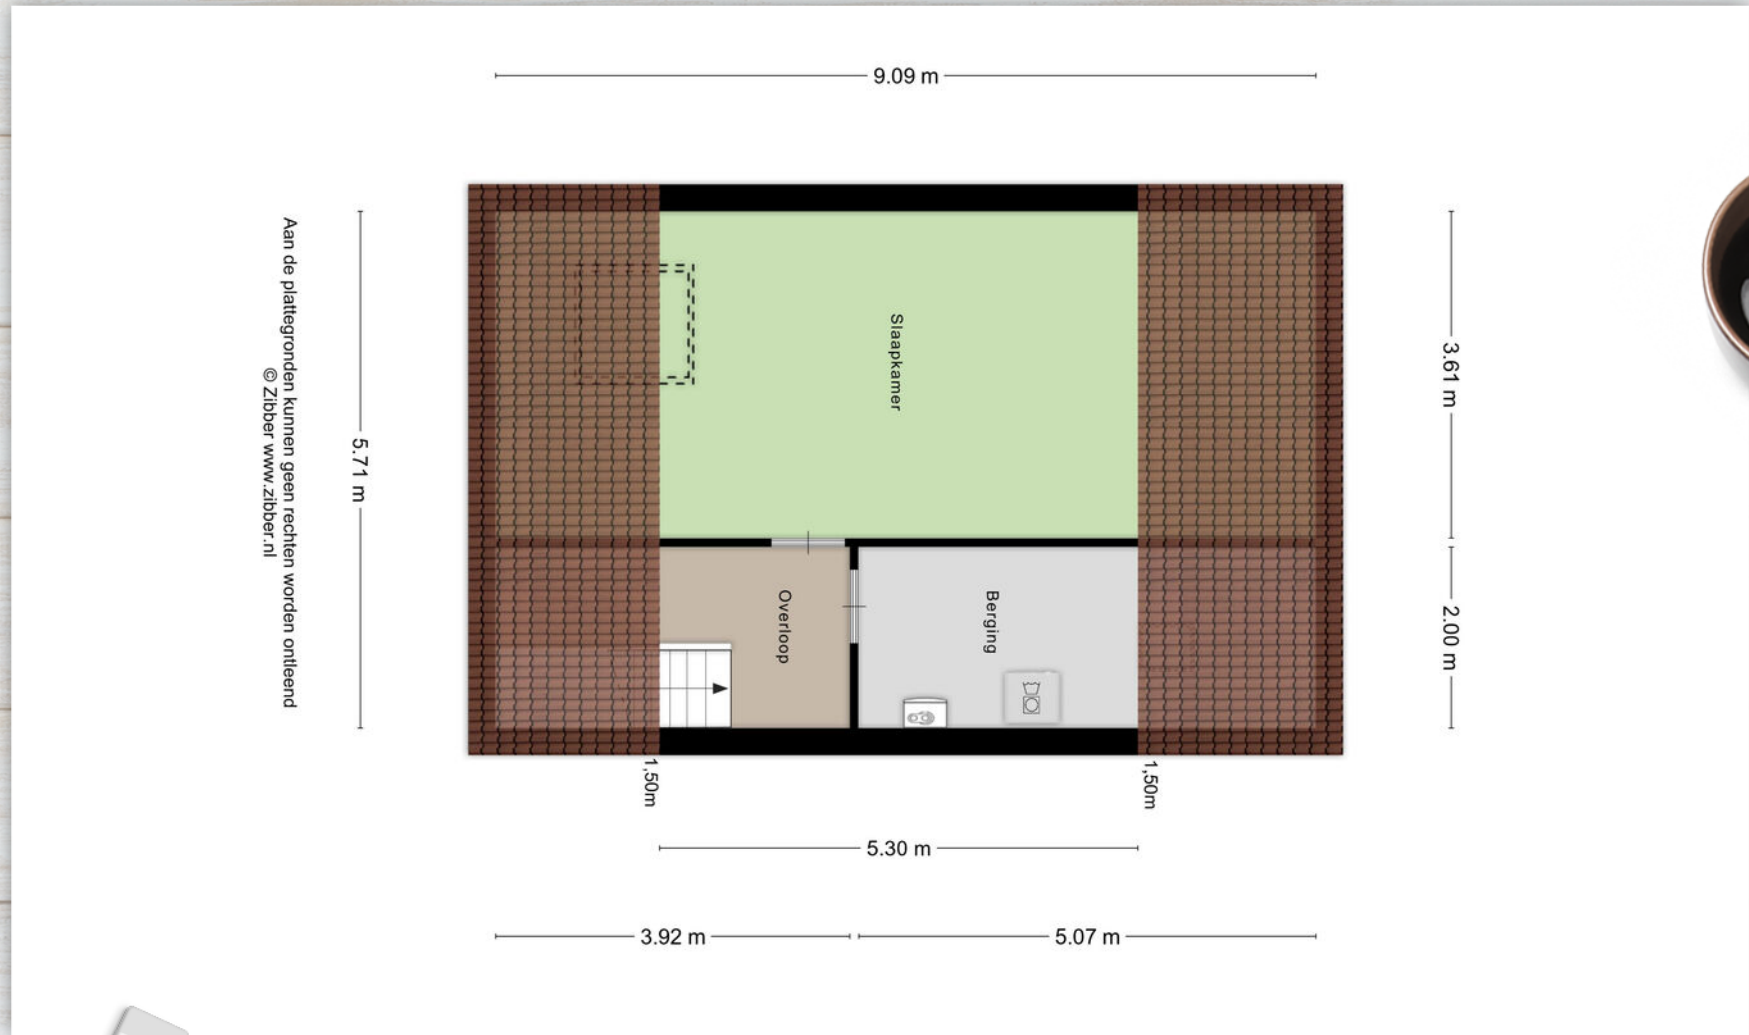 9.09 m
Aan de plattegronden kunnen geen rechten worden ontleend
© Zibber www.zibber.nl
5.71 m
Slaapkamer
3.61 m
Overloop
Berging
2.00 m
1,50m
1,50m
5.30 m
3.92 m
5.07 m